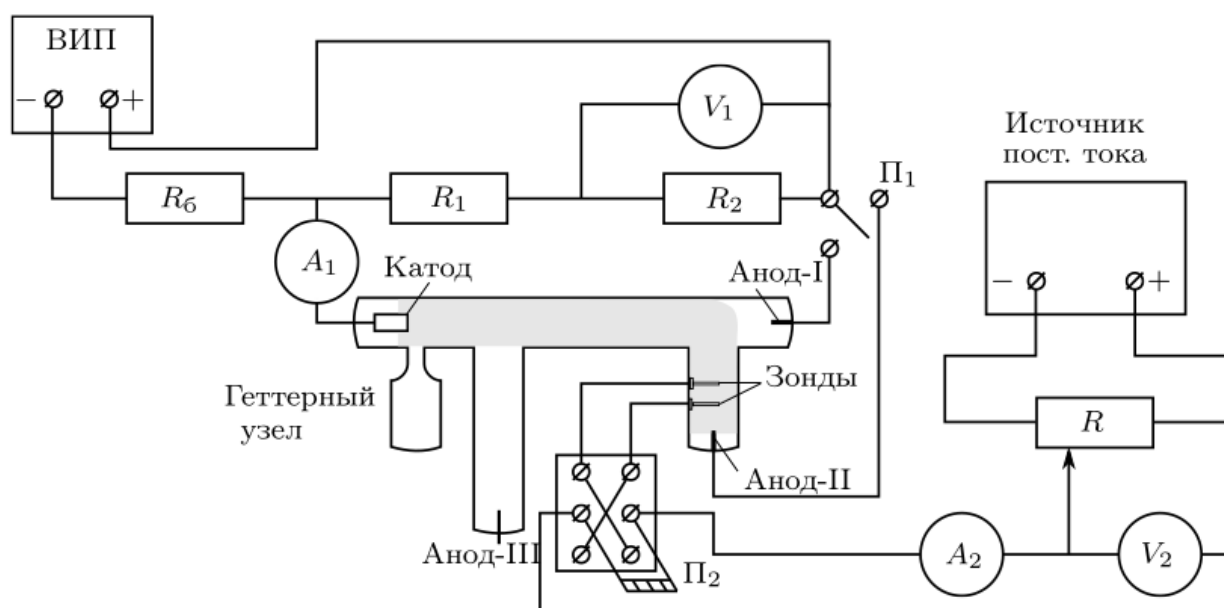 ВИП
− +
V₁
Источник
пост. тока
П₁
R_б
R₁
R₂
A₁
Катод
Анод-I
− +
Зонды
Геттерный
узел
R
Анод-II
Анод-III
П₂
A₂
V₂